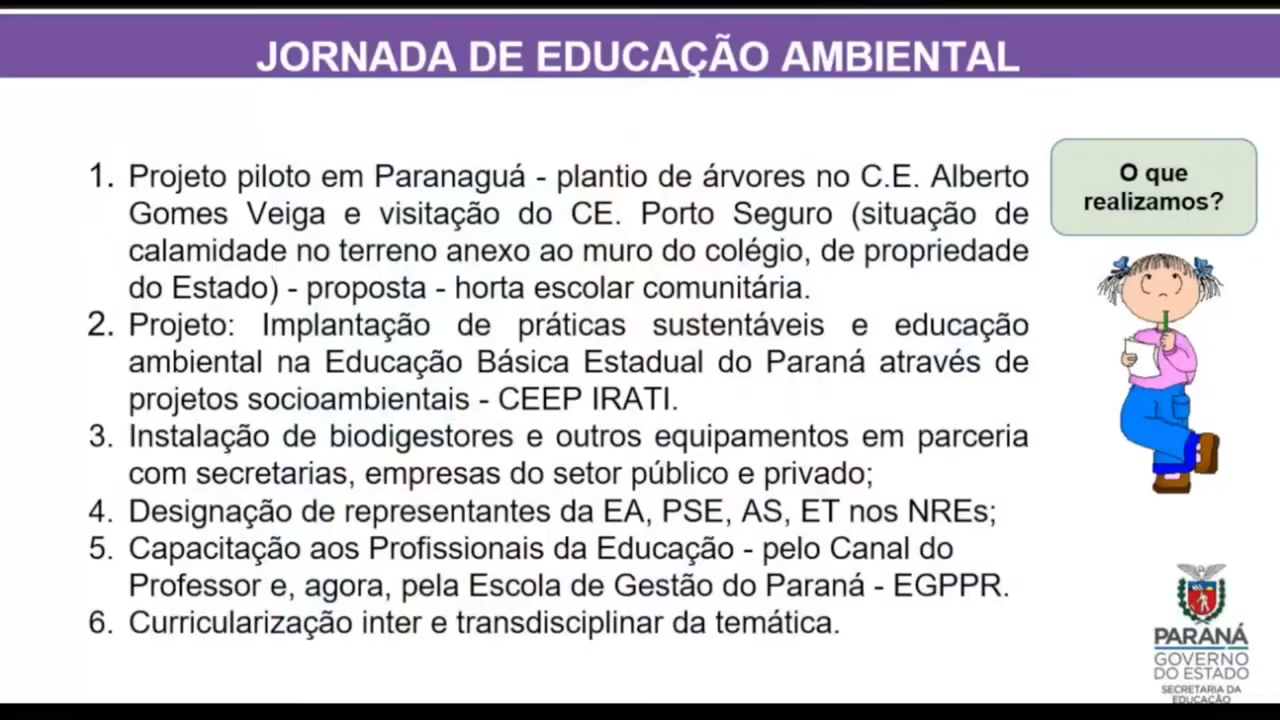 JORNADA DE EDUCAÇÃO AMBIENTAL
1. Projeto piloto em Paranaguá - plantio de árvores no C.E. Alberto
Gomes Veiga e visitação do CE. Porto Seguro (situação de
calamidade no terreno anexo ao muro do colégio, de propriedade
do Estado) - proposta - horta escolar comunitária.
2. Projeto: Implantação de práticas sustentáveis e educação
ambiental na Educação Básica Estadual do Paraná através de
projetos socioambientais - CEEP IRATI.
3. Instalação de biodigestores e outros equipamentos em parceria
com secretarias, empresas do setor público e privado;
4. Designação de representantes da EA, PSE, AS, ET nos NREs;
5. Capacitação aos Profissionais da Educação - pelo Canal do
Professor e, agora, pela Escola de Gestão do Paraná - EGPPR.
6. Curricularização inter e transdisciplinar da temática.
O que
realizamos?
PARANÁ
GOVERNO
DO ESTADO
SECRETARIA DA
EDUCAÇÃO